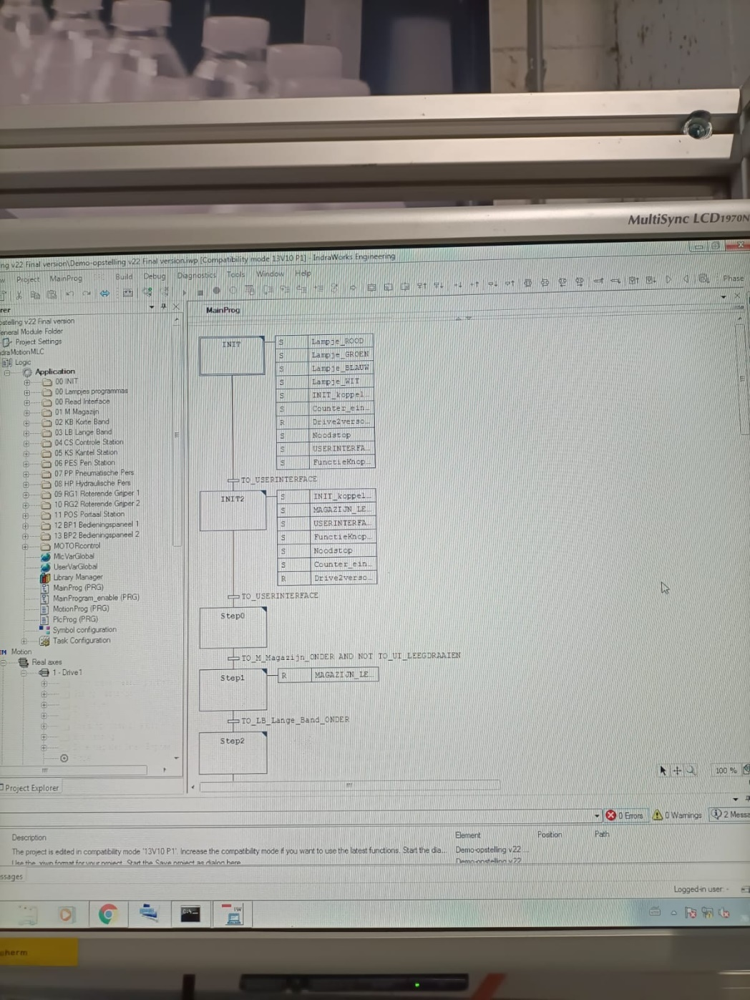 MultiSync LCD1970N
ng v22 Final version\Demo-opstelling v22 Final version.iwp [Compatibility mode 13V10 P1] - IndraWorks Engineering
w Project MainProg Build Debug Diagnostics Tools Window Help
Phase
rer
MainProg
pstelling v22 Final version
eneral Module Folder
Project Settings
draMotionMLC
Logic
Application
00 INIT
00 Lampjes programmas
00 Read Interface
01 M Magazijn
02 KB Korte Band
03 LB Lange Band
04 CS Controle Station
05 KS Kantel Station
06 PES Pen Station
07 PP Pneumatische Pers
08 HP Hydraulische Pers
09 RG1 Roterende Grijper 1
10 RG2 Roterende Grijper 2
11 POS Portaal Station
12 BP1 Bedieningspaneel 1
13 BP2 Bedieningspaneel 2
MOTORcontrol
MlcVarGlobal
UserVarGlobal
Library Manager
MainProg (PRG)
MainProgram_enable (PRG)
MotionProg (PRG)
PlcProg (PRG)
Symbol configuration
Task Configuration
Motion
Real axes
1 - Drive1
Project Explorer
INIT
S Lampje_ROOD
S Lampje_GROEN
S Lampje_BLAUW
S Lampje_WIT
S INIT_koppel...
S Counter_ein...
R Drive2verso...
S Noodstop
S USERINTERFA...
S FunctieKnop...
TO_USERINTERFACE
INIT2
S INIT_koppel...
S MAGAZIJN_LE...
S USERINTERFA...
S FunctieKnop...
S Noodstop
S Counter_ein...
R Drive2verso...
TO_USERINTERFACE
Step0
TO_M_Magazijn_ONDER AND NOT TO_UI_LEEGDRAAIEN
Step1
R MAGAZIJN_LE...
TO_LB_Lange_Band_ONDER
Step2
100 %
0 Errors 0 Warnings 2 Messa
Description Element Position Path
The project is edited in compatibility mode '13V10 P1'. Increase the compatibility mode if you want to use the latest functions. Start the dia... Demo-opstelling v22 ...
Use the .yiwp format for your project. Start the Save project as dialog here. Demo-opstelling v22 ...
ssages
Logged-in user: -
IW
cherm